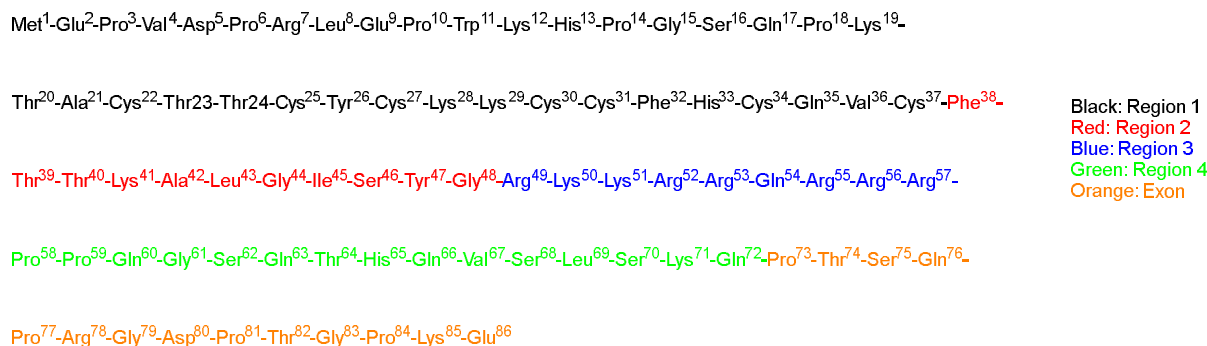 Met¹-Glu²-Pro³-Val⁴-Asp⁵-Pro⁶-Arg⁷-Leu⁸-Glu⁹-Pro¹⁰-Trp¹¹-Lys¹²-His¹³-Pro¹⁴-Gly¹⁵-Ser¹⁶-Gln¹⁷-Pro¹⁸-Lys¹⁹-
Thr²⁰-Ala²¹-Cys²²-Thr23-Thr24-Cys²⁵-Tyr²⁶-Cys²⁷-Lys²⁸-Lys²⁹-Cys³⁰-Cys³¹-Phe³²-His³³-Cys³⁴-Gln³⁵-Val³⁶-Cys³⁷-Phe³⁸-
Thr³⁹-Thr⁴⁰-Lys⁴¹-Ala⁴²-Leu⁴³-Gly⁴⁴-Ile⁴⁵-Ser⁴⁶-Tyr⁴⁷-Gly⁴⁸-Arg⁴⁹-Lys⁵⁰-Lys⁵¹-Arg⁵²-Arg⁵³-Gln⁵⁴-Arg⁵⁵-Arg⁵⁶-Arg⁵⁷-
Pro⁵⁸-Pro⁵⁹-Gln⁶⁰-Gly⁶¹-Ser⁶²-Gln⁶³-Thr⁶⁴-His⁶⁵-Gln⁶⁶-Val⁶⁷-Ser⁶⁸-Leu⁶⁹-Ser⁷⁰-Lys⁷¹-Gln⁷²-Pro⁷³-Thr⁷⁴-Ser⁷⁵-Gln⁷⁶-
Pro⁷⁷-Arg⁷⁸-Gly⁷⁹-Asp⁸⁰-Pro⁸¹-Thr⁸²-Gly⁸³-Pro⁸⁴-Lys⁸⁵-Glu⁸⁶
Black: Region 1
Red: Region 2
Blue: Region 3
Green: Region 4
Orange: Exon